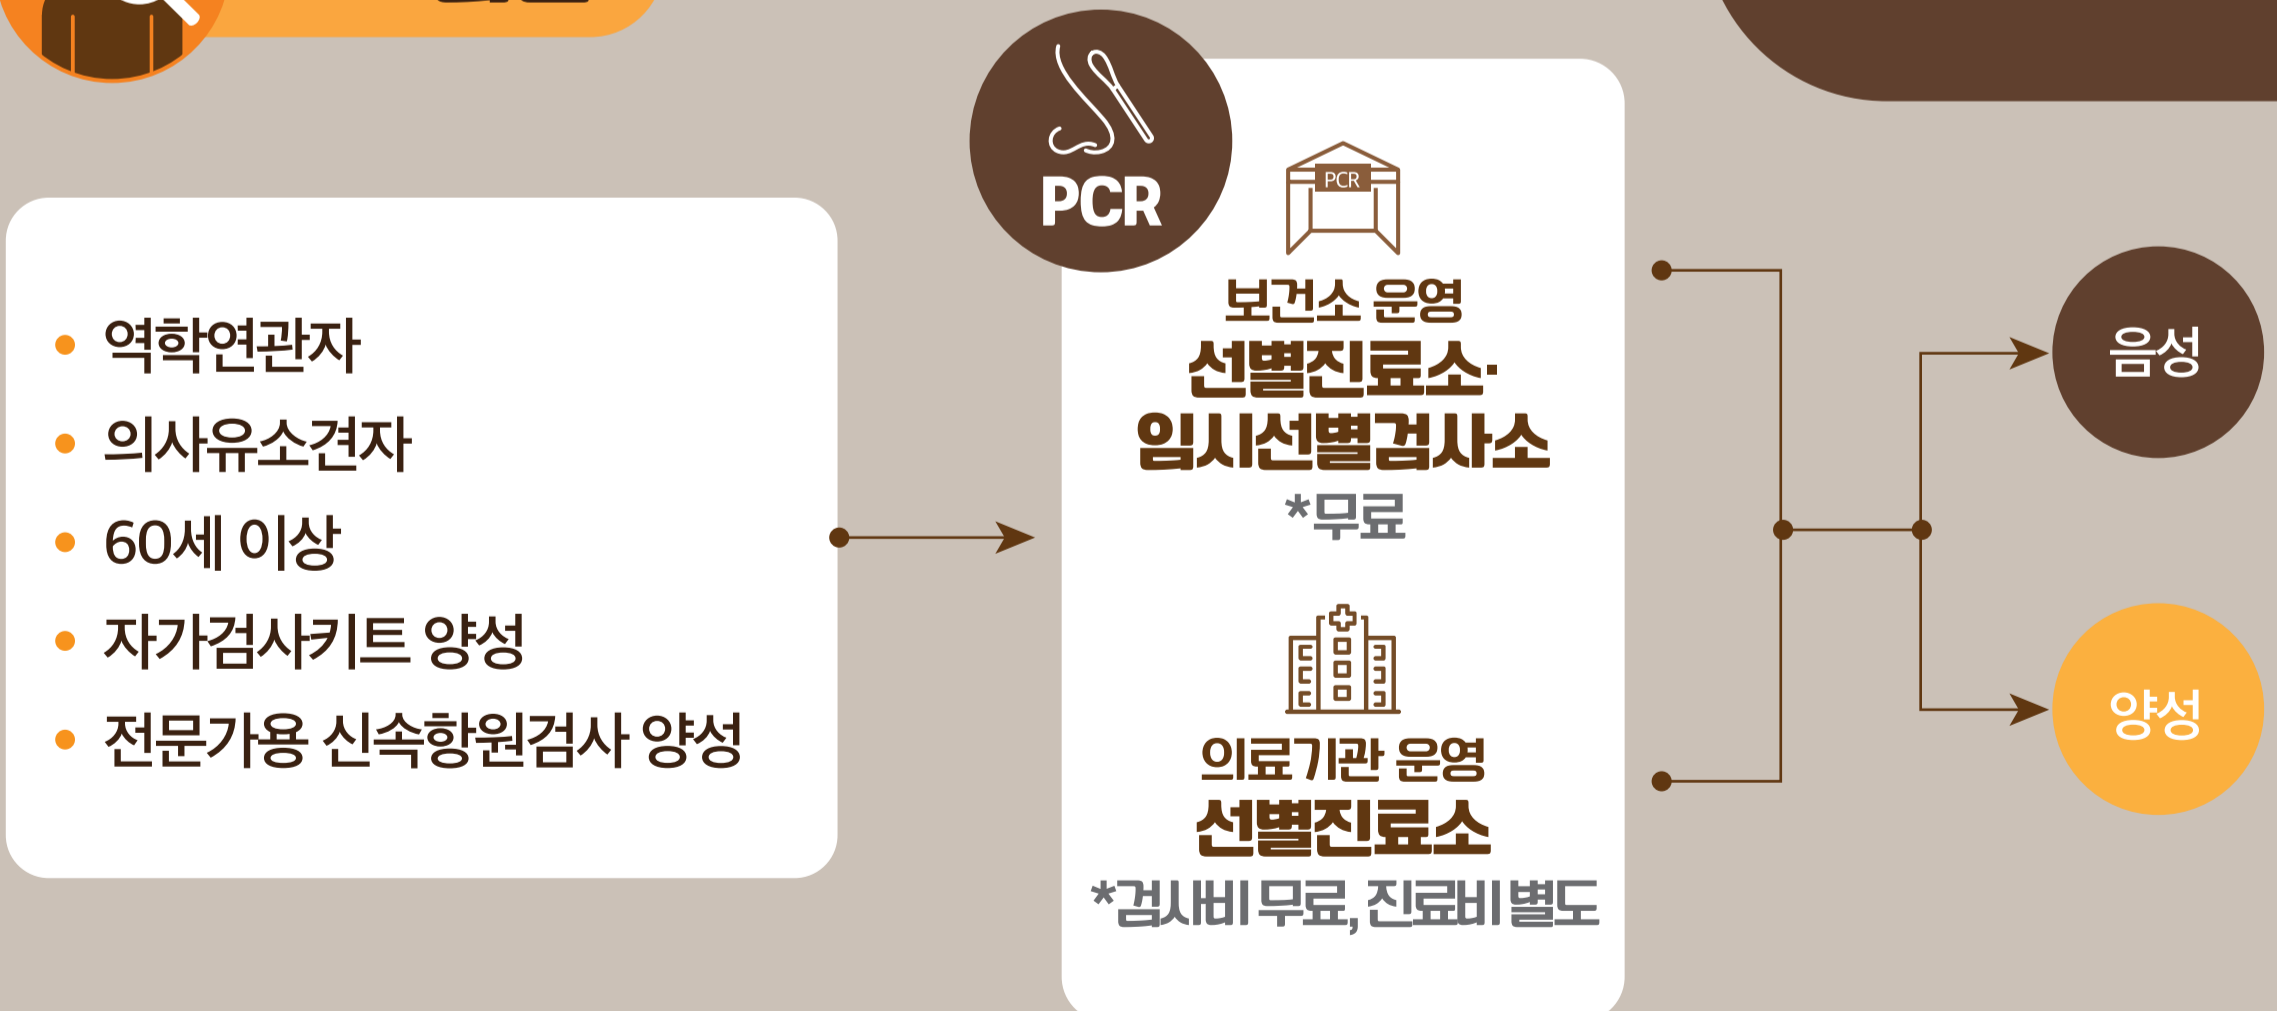 역학연관자
의사유소견자
60세 이상
자가검사키트 양성
전문가용 신속항원검사 양성
PCR
PCR
보건소 운영
선별진료소·
임시선별검사소
*무료
의료기관 운영
선별진료소
*검사비 무료, 진료비 별도
음성
양성